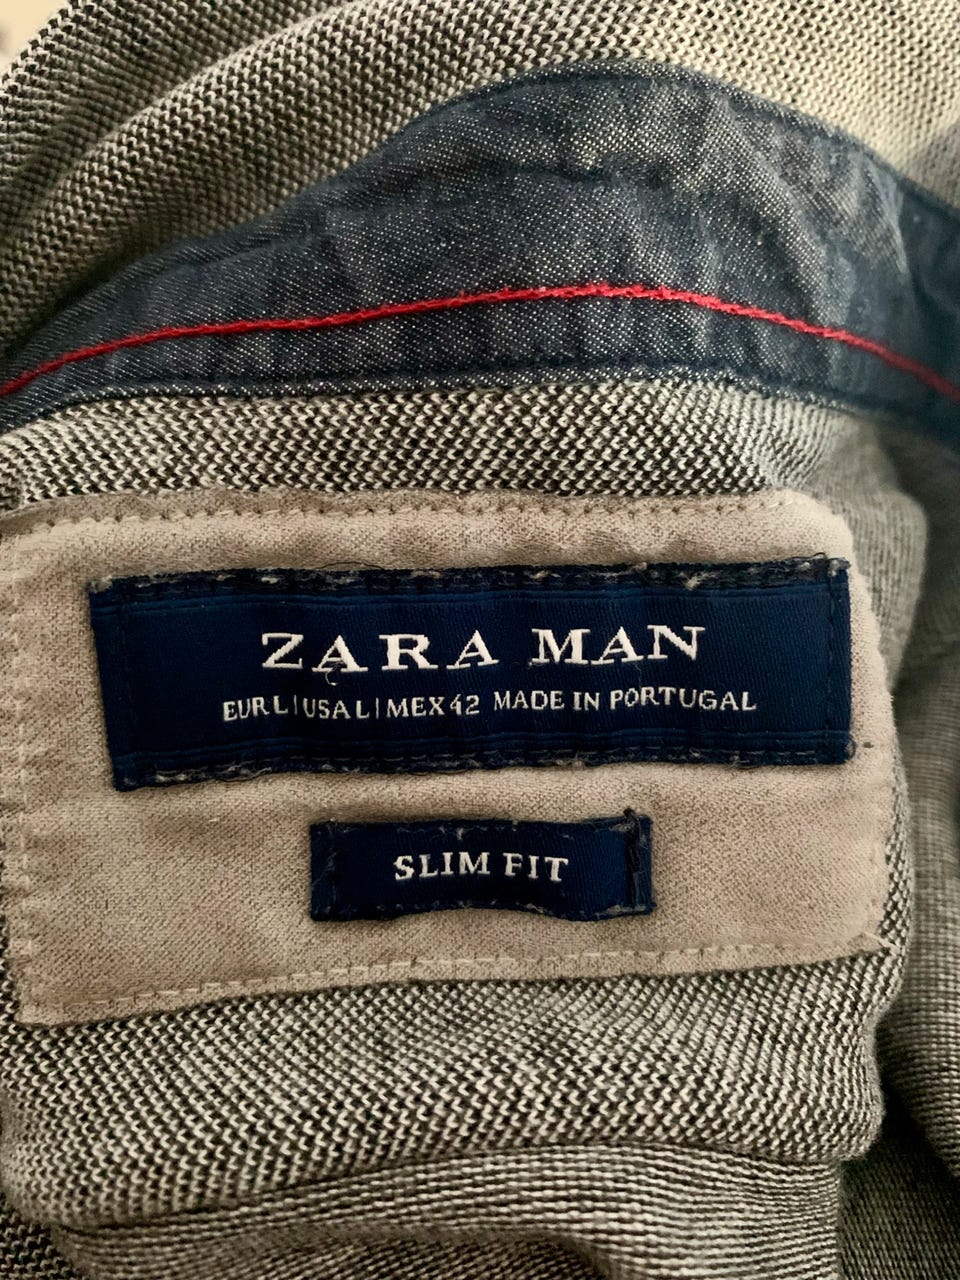 ZARA MAN
EUR L | USA L | MEX 42 MADE IN PORTUGAL
SLIM FIT